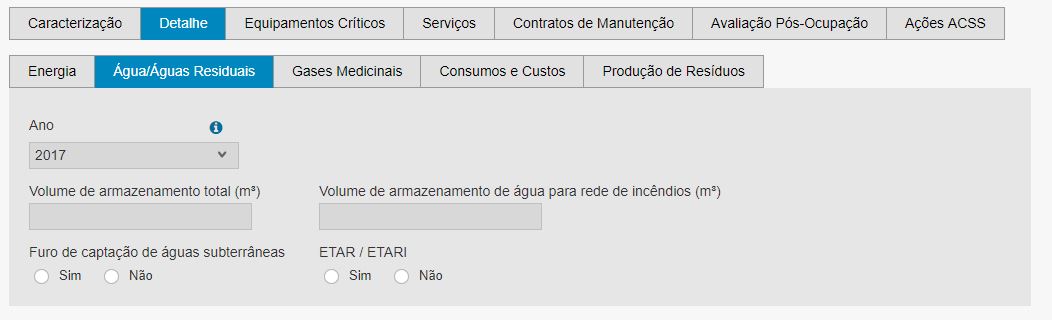 Caracterização Detalhe Equipamentos Críticos Serviços Contratos de Manutenção Avaliação Pós-Ocupação Ações ACSS
Energia Água/Águas Residuais Gases Medicinais Consumos e Custos Produção de Resíduos
Ano
2017
Volume de armazenamento total (m³) Volume de armazenamento de água para rede de incêndios (m³)
Furo de captação de águas subterrâneas ETAR / ETARI
Sim Não Sim Não